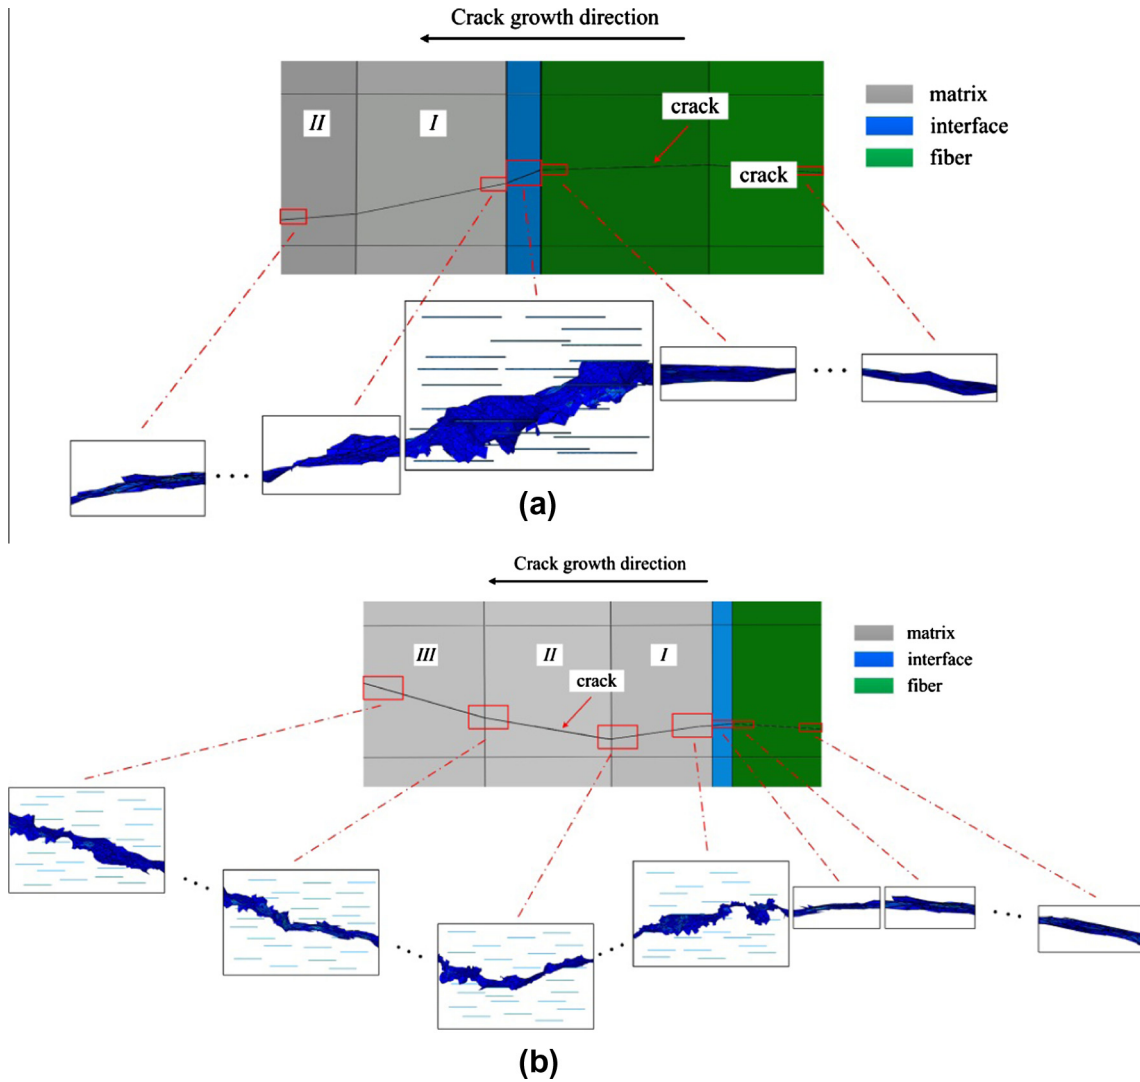 Crack growth direction
II
I
crack
crack
matrix
interface
fiber
(a)
Crack growth direction
III
II
I
crack
matrix
interface
fiber
(b)